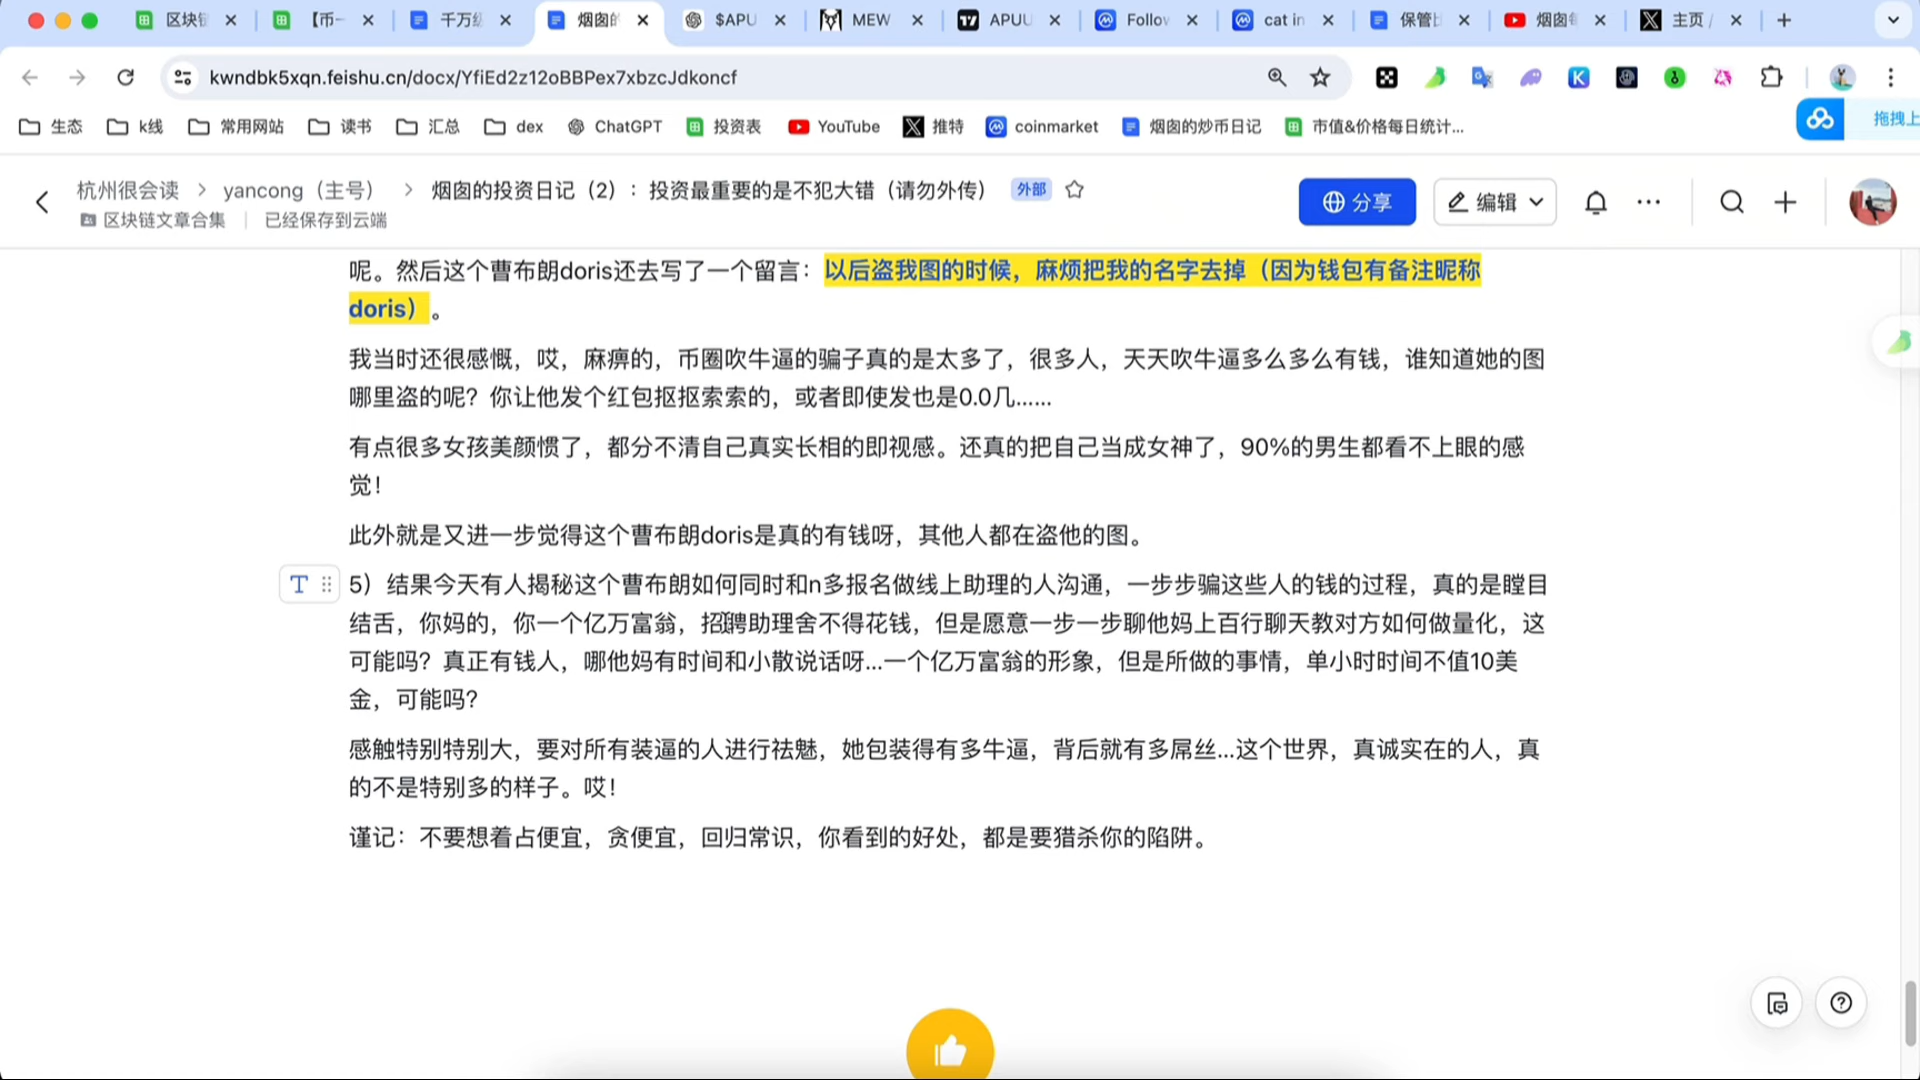 区块链
【币一
千万级
烟囱的
$APU
MEW
APUU
Follov
cat in
保管比
烟囱每
主页 /
kwndbk5xqn.feishu.cn/docx/YfiEd2z12oBBPex7xbzcJdkoncf
生态
k线
常用网站
读书
汇总
dex
ChatGPT
投资表
YouTube
推特
coinmarket
烟囱的炒币日记
市值&价格每日统计...
拖拽上
杭州很会读 > yancong（主号） > 烟囱的投资日记（2）：投资最重要的是不犯大错（请勿外传） 外部
区块链文章合集 | 已经保存到云端
分享
编辑
呢。然后这个曹布朗doris还去写了一个留言：以后盗我图的时候，麻烦把我的名字去掉（因为钱包有备注昵称
doris）。
我当时还很感慨，哎，麻痹的，币圈吹牛逼的骗子真的是太多了，很多人，天天吹牛逼多么多么有钱，谁知道她的图
哪里盗的呢？你让他发个红包抠抠索索的，或者即使发也是0.0几......
有点很多女孩美颜惯了，都分不清自己真实长相的即视感。还真的把自己当成女神了，90%的男生都看不上眼的感
觉！
此外就是又进一步觉得这个曹布朗doris是真的有钱呀，其他人都在盗他的图。
5）结果今天有人揭秘这个曹布朗如何同时和n多报名做线上助理的人沟通，一步步骗这些人的钱的过程，真的是瞠目
结舌，你妈的，你一个亿万富翁，招聘助理舍不得花钱，但是愿意一步一步聊他妈上百行聊天教对方如何做量化，这
可能吗？真正有钱人，哪他妈有时间和小散说话呀...一个亿万富翁的形象，但是所做的事情，单小时时间不值10美
金，可能吗？
感触特别特别大，要对所有装逼的人进行祛魅，她包装得有多牛逼，背后就有多屌丝...这个世界，真诚实在的人，真
的不是特别多的样子。哎！
谨记：不要想着占便宜，贪便宜，回归常识，你看到的好处，都是要猎杀你的陷阱。